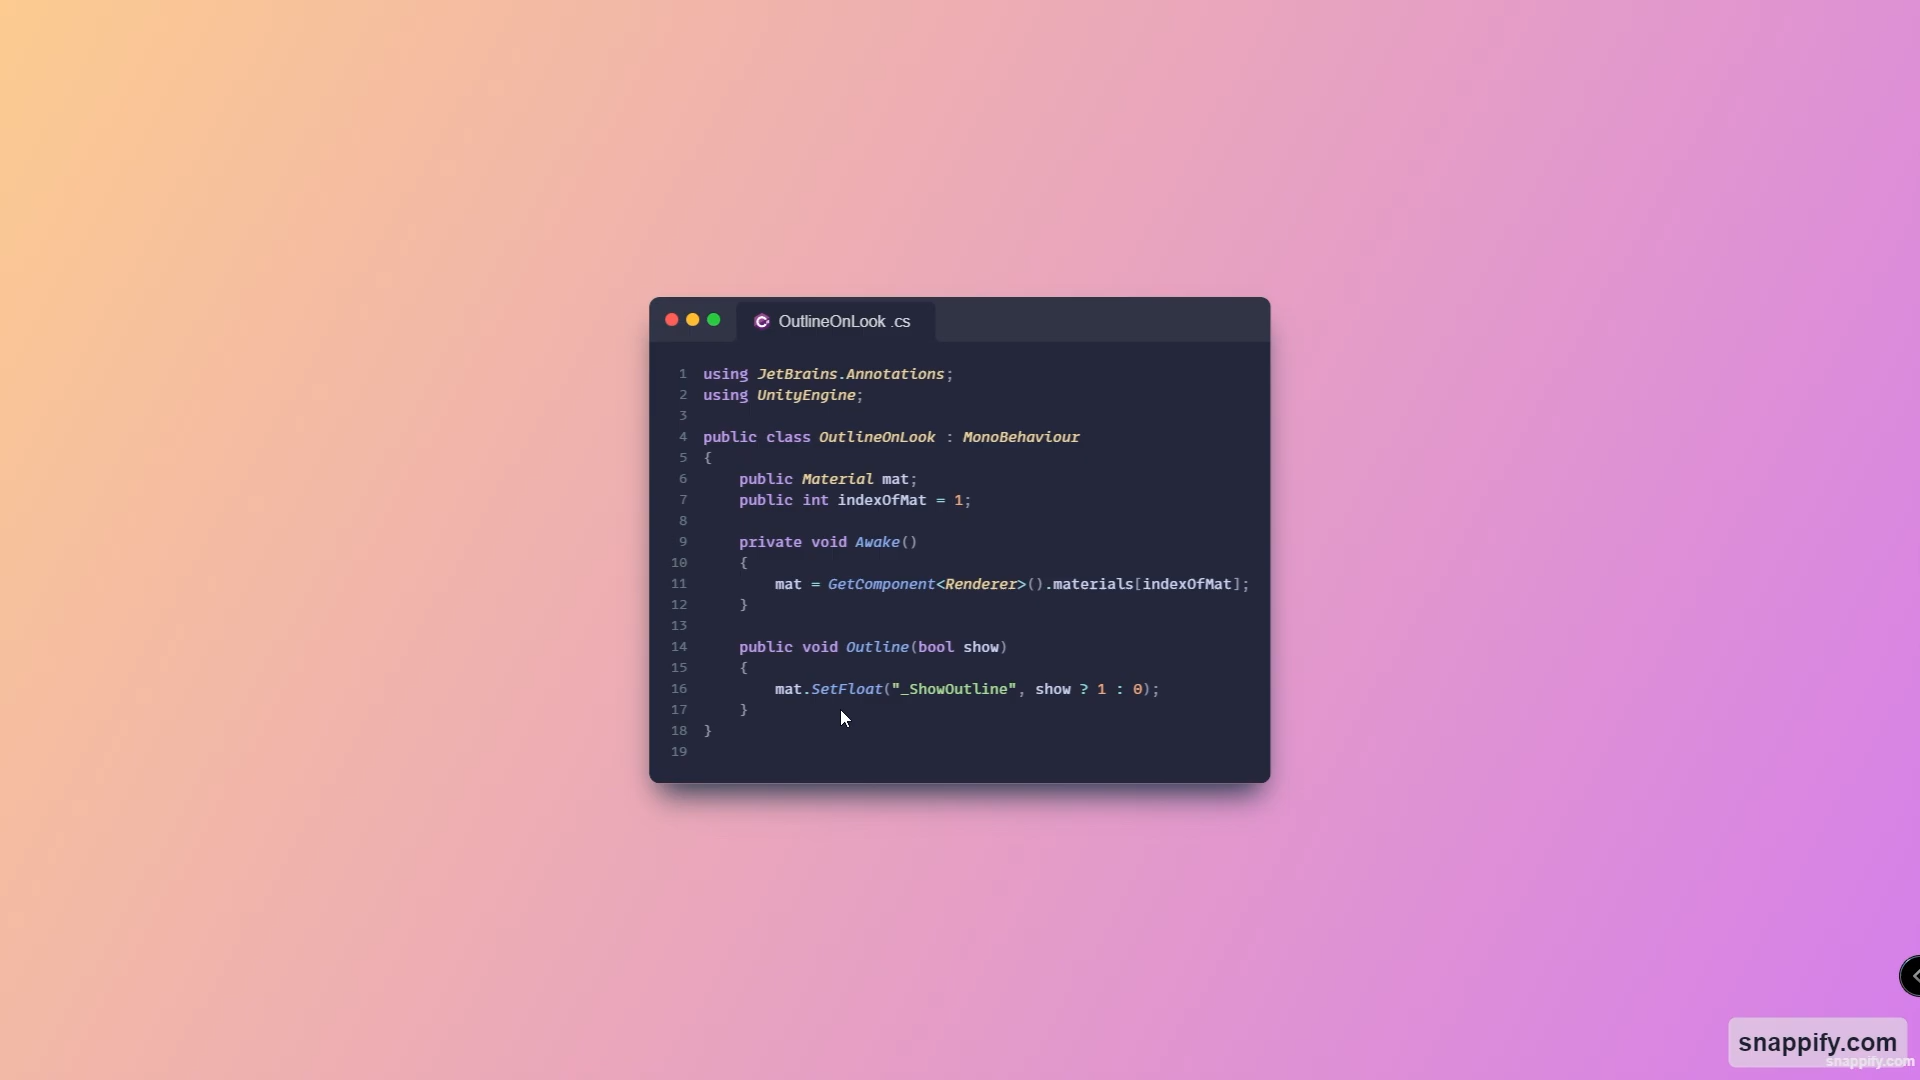 OutlineOnLook .cs
1 using JetBrains.Annotations;
2 using UnityEngine;
3
4 public class OutlineOnLook : MonoBehaviour
5 {
6     public Material mat;
7     public int indexOfMat = 1;
8
9     private void Awake()
10     {
11         mat = GetComponent<Renderer>().materials[indexOfMat];
12     }
13
14     public void Outline(bool show)
15     {
16         mat.SetFloat("_ShowOutline", show ? 1 : 0);
17     }
18 }
19
snappify.com
snappify.com